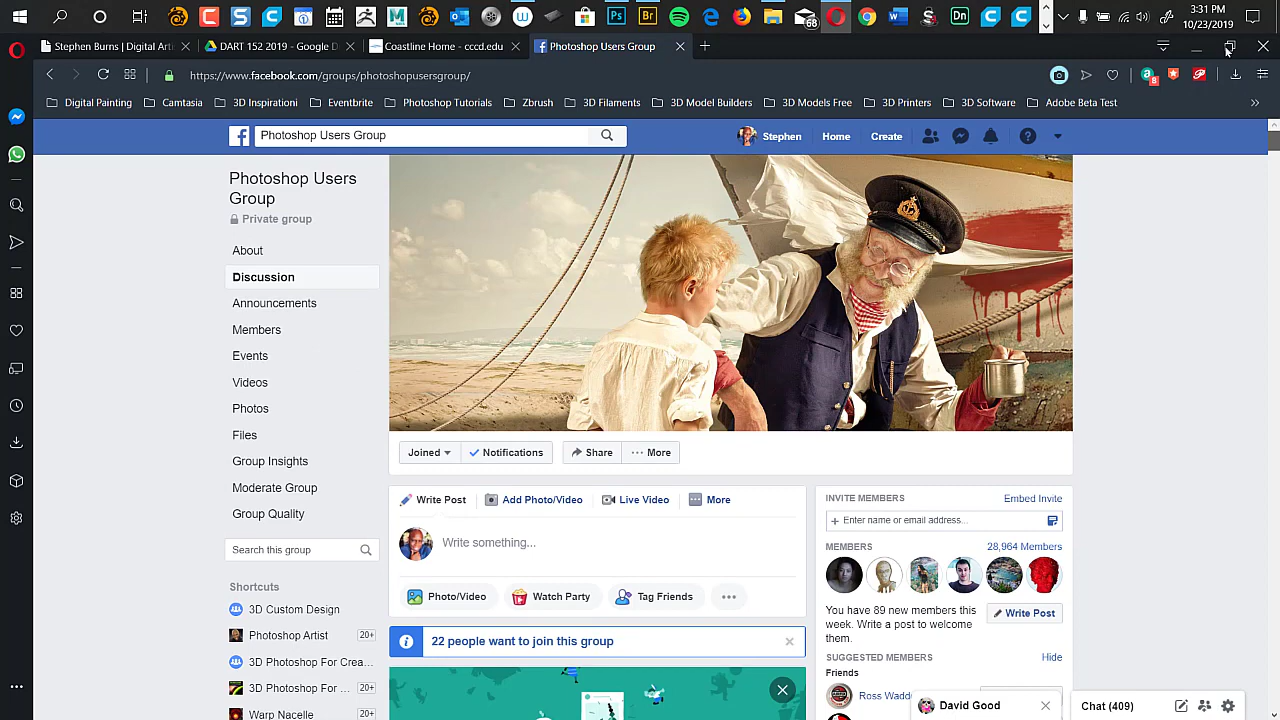 3:31 PM
68
10/23/2019
Stephen Burns | Digital Arti
DART 152 2019 - Google D
Coastline Home - cccd.edu
Photoshop Users Group
https://www.facebook.com/groups/photoshopusersgroup/
Digital Painting
Camtasia
3D Inspirationi
Eventbrite
Photoshop Tutorials
Zbrush
3D Filaments
3D Model Builders
3D Models Free
3D Printers
3D Software
Adobe Beta Test
Photoshop Users Group
Stephen
Home
Create
Photoshop Users
Group
Private group
About
Discussion
Announcements
Members
Events
Videos
Photos
Files
Group Insights
Moderate Group
Group Quality
Search this group
Shortcuts
3D Custom Design
Photoshop Artist 20+
3D Photoshop For Crea...
3D Photoshop For ... 20+
Warp Nacelle 20+
Joined
Notifications
Share
More
Write Post
Add Photo/Video
Live Video
More
Write something...
Photo/Video
Watch Party
Tag Friends
22 people want to join this group
INVITE MEMBERS
Embed Invite
Enter name or email address...
MEMBERS
28,964 Members
You have 89 new members this
week. Write a post to welcome
them.
Write Post
SUGGESTED MEMBERS
Hide
Friends
Ross Wadd
David Good
Chat (409)